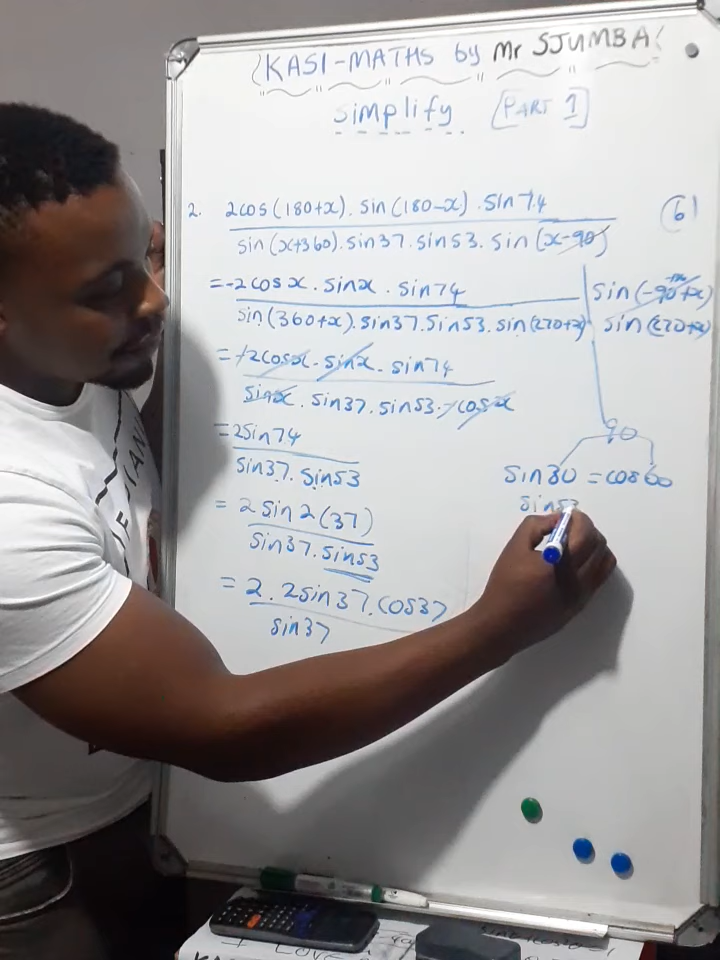 KASI-MATHS by Mr SJUMBA
Simplify [PART 1]
2. 2cos(180+x). sin(180-x). sin74 (6)
sin(x+360). sin37. sin53. sin(x-90)
= -2cosx. sinx. sin74
sin(360+x). sin37. sin53. sin(270+x)
sin(-90+x)
sin(270+x)
= -2cosx. sinx. sin74
sinx. sin37. sin53. -cosx
= 2sin74
sin37. sin53
90
sin30 = cos60
sin53
= 2sin2(37)
sin37. sin53
= 2. 2sin37. cos37
sin37